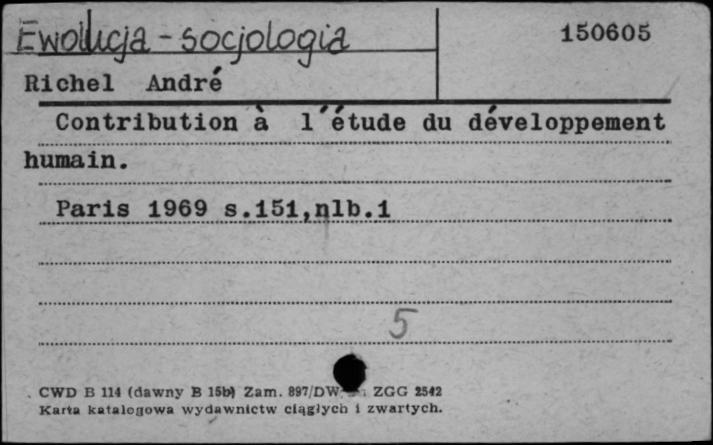 Ewolucja - socjologia
150605
Richel André
Contribution à l'étude du développement
humain.
Paris 1969 s.151,nlb.1
5
CWD B 114 (dawny B 15b) Zam. 897/DW ZGG 2542
Karta katalogowa wydawnictw ciągłych i zwartych.